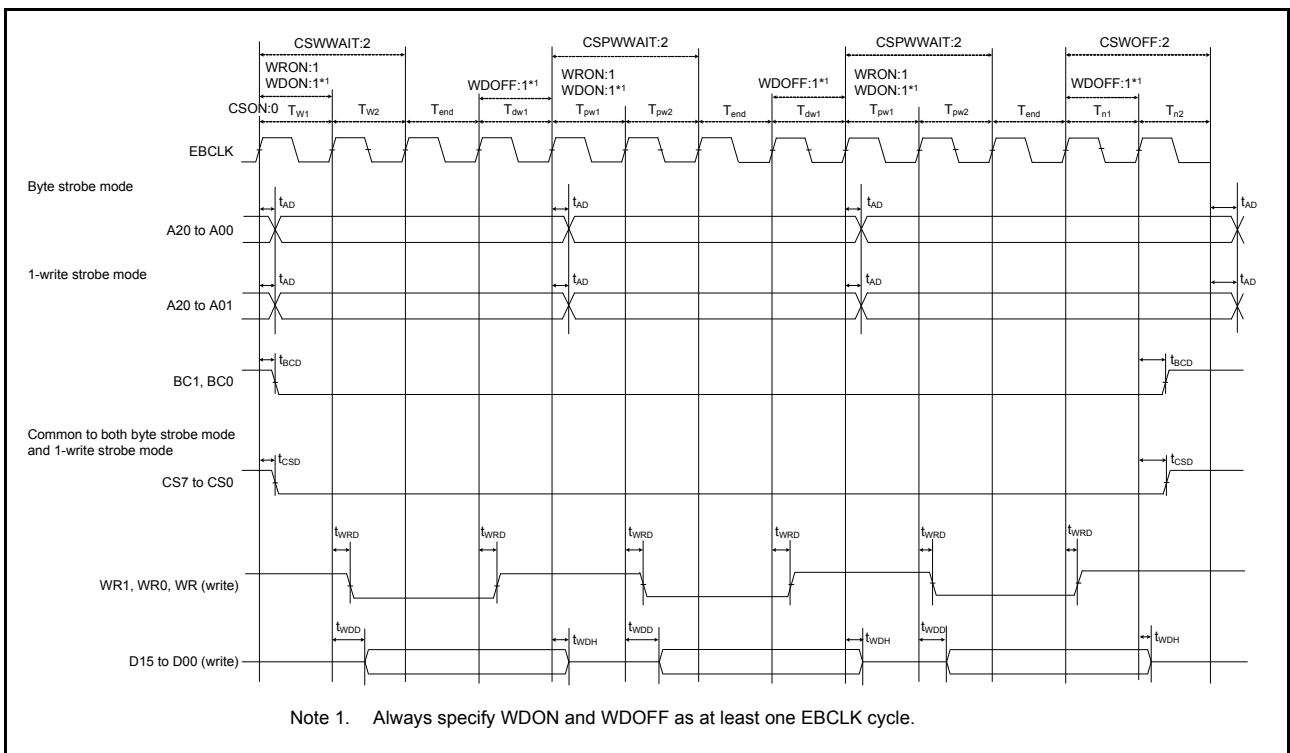 CSWWAIT:2 CSPWWAIT:2 CSPWWAIT:2 CSWOFF:2
WRON:1 WRON:1 WRON:1
WDON:1*1 WDOFF:1*1 WDON:1*1 WDOFF:1*1 WDON:1*1 WDOFF:1*1
CSON:0 TW1 TW2 Tend Tdw1 Tpw1 Tpw2 Tend Tdw1 Tpw1 Tpw2 Tend Tn1 Tn2
EBCLK
Byte strobe mode
tAD tAD tAD tAD
A20 to A00
1-write strobe mode
tAD tAD tAD tAD
A20 to A01
tBCD tBCD
BC1, BC0
Common to both byte strobe mode
and 1-write strobe mode
tCSD tCSD
CS7 to CS0
tWRD tWRD tWRD tWRD tWRD tWRD
WR1, WR0, WR (write)
tWDD tWDH tWDD tWDH tWDD tWDH
D15 to D00 (write)
Note 1. Always specify WDON and WDOFF as at least one EBCLK cycle.